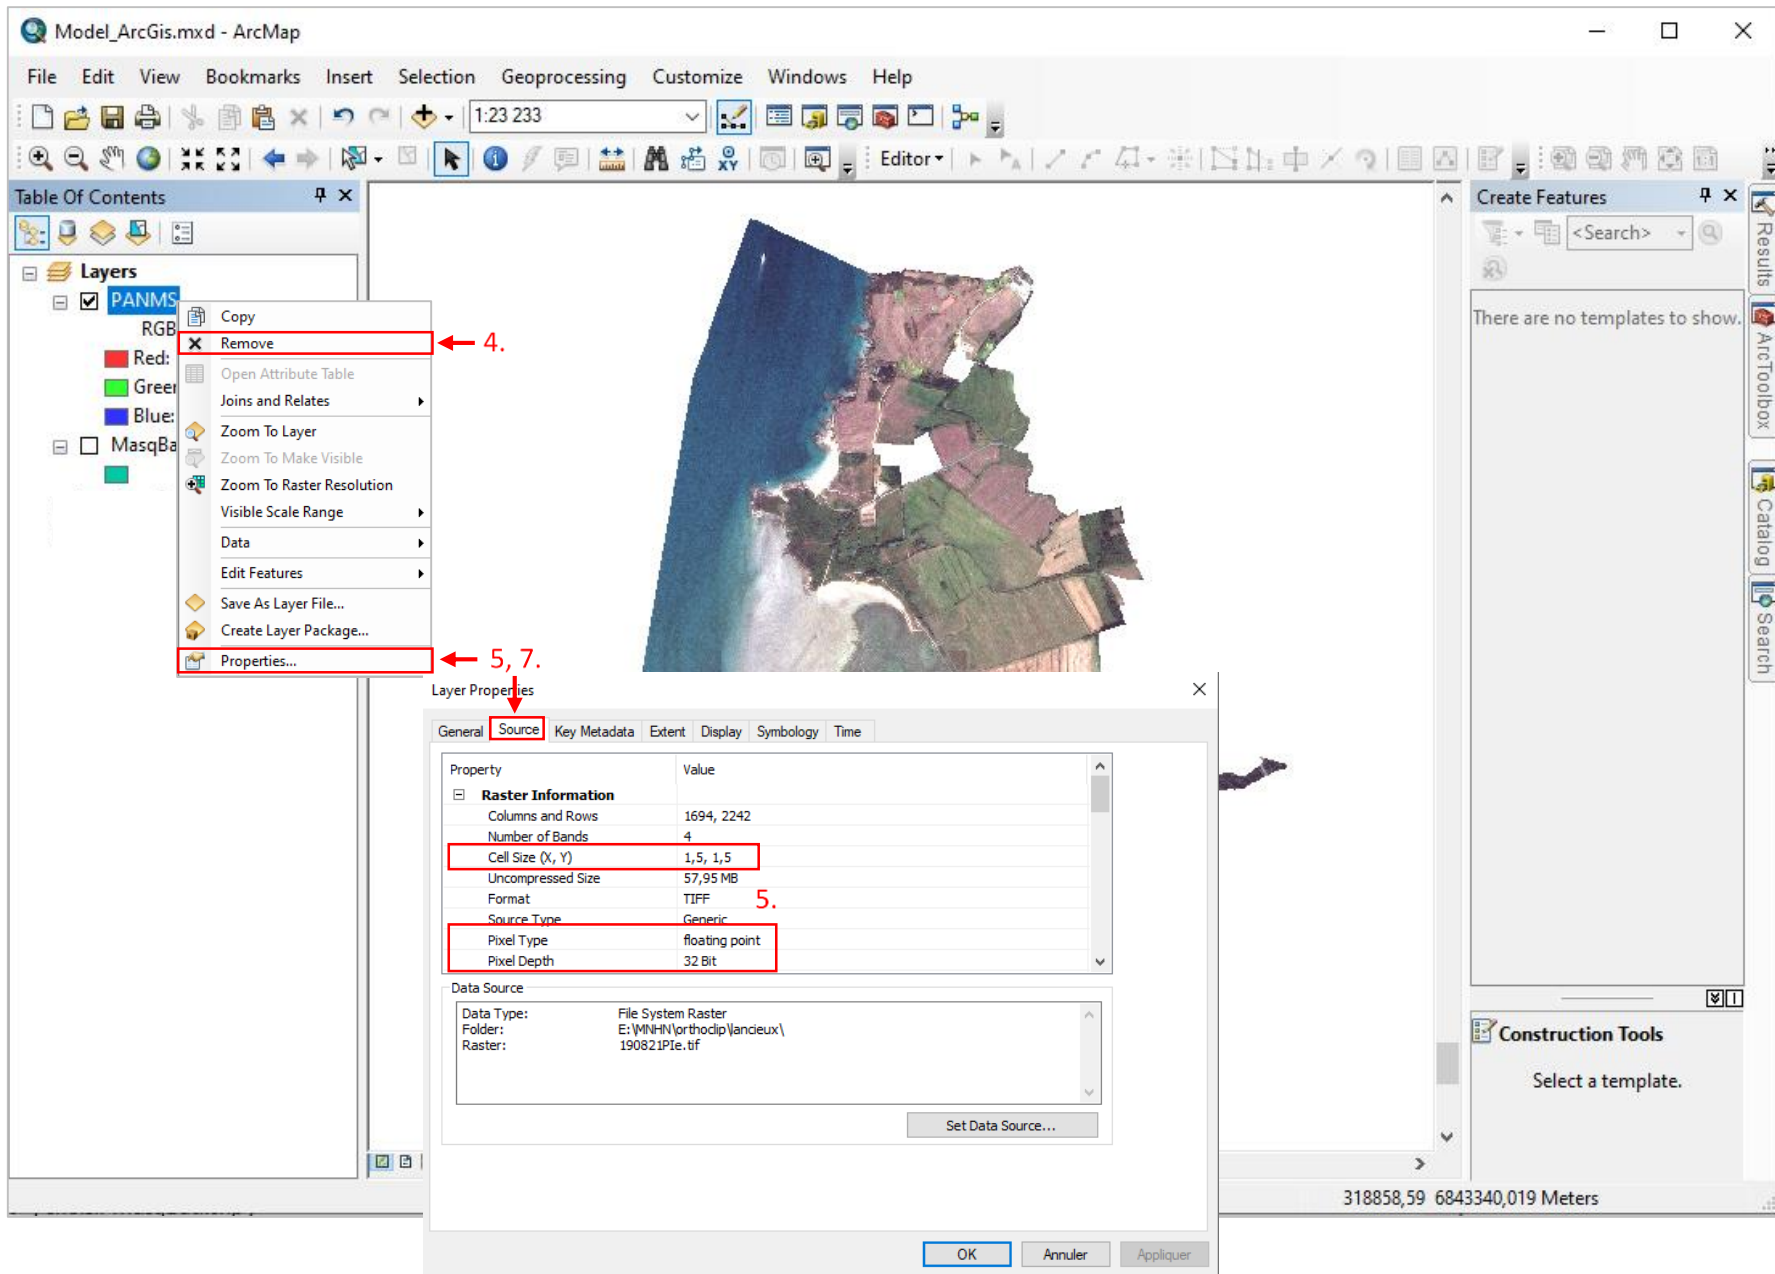 Model_ArcGis.mxd - ArcMap
File Edit View Bookmarks Insert Selection Geoprocessing Customize Windows Help
1:23 233
Editor
Table Of Contents
Create Features
<Search>
There are no templates to show.
Results
ArcToolbox
Catalog
Search
Layers
PANMS
RGB
Red:
Green
Blue:
MasqBa
Copy
Remove
4.
Open Attribute Table
Joins and Relates
Zoom To Layer
Zoom To Make Visible
Zoom To Raster Resolution
Visible Scale Range
Data
Edit Features
Save As Layer File...
Create Layer Package...
Properties...
5, 7.
Layer Properties
General Source Key Metadata Extent Display Symbology Time
Property Value
Raster Information
Columns and Rows 1694, 2242
Number of Bands 4
Cell Size (X, Y) 1,5, 1,5
Uncompressed Size 57,95 MB
Format TIFF
5.
Source Type Generic
Pixel Type floating point
Pixel Depth 32 Bit
Data Source
Data Type: File System Raster
Folder: E:\MNHN\orthoclip\lancieux\
Raster: 190821PIe.tif
Set Data Source...
OK Annuler Appliquer
Construction Tools
Select a template.
318858,59 6843340,019 Meters